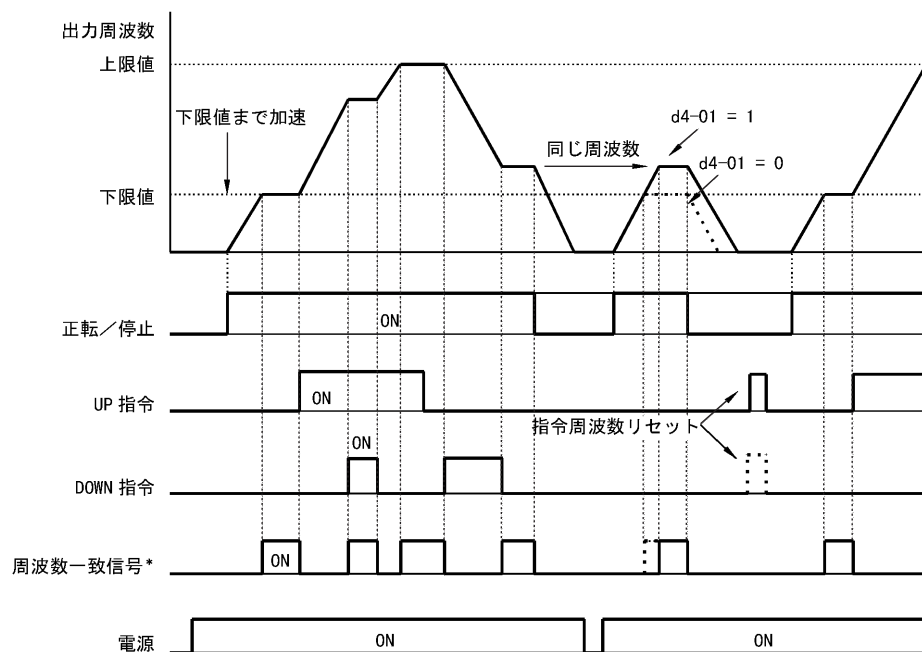 出力周波数
上限値
下限値まで加速
d4-01 = 1
同じ周波数
d4-01 = 0
下限値
正転／停止
ON
UP 指令
ON
指令周波数リセット
ON
DOWN 指令
周波数一致信号*
ON
電源
ON
ON